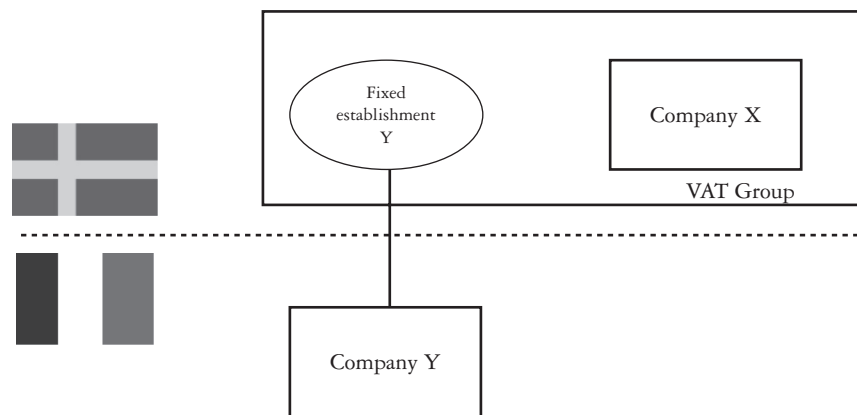 Fixed
establishment
Y
Company X
VAT Group
Company Y